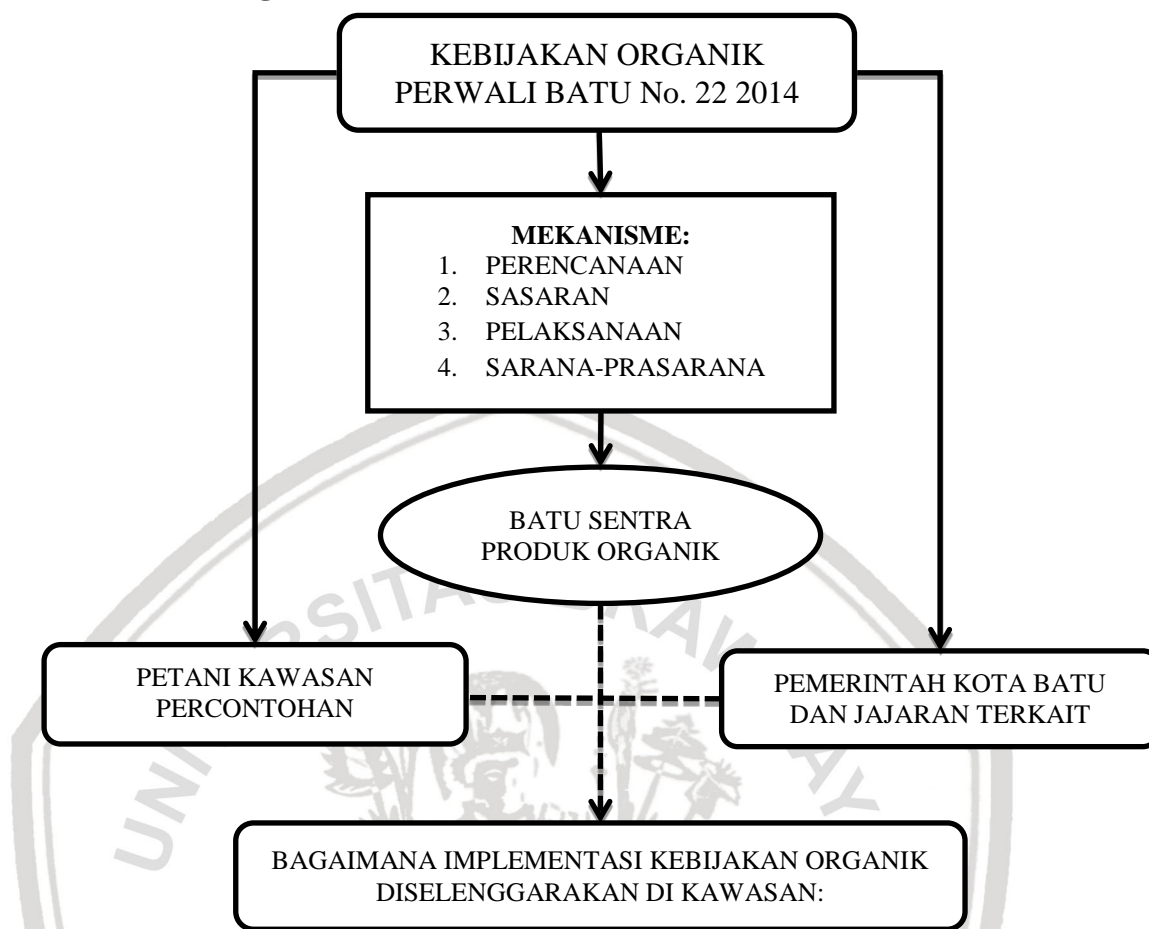 KEBIJAKAN ORGANIK
PERWALI BATU No. 22 2014
MEKANISME:
1. PERENCANAAN
2. SASARAN
3. PELAKSANAAN
4. SARANA-PRASARANA
BATU SENTRA
PRODUK ORGANIK
PETANI KAWASAN
PERCONTOHAN
PEMERINTAH KOTA BATU
DAN JAJARAN TERKAIT
BAGAIMANA IMPLEMENTASI KEBIJAKAN ORGANIK
DISELENGGARAKAN DI KAWASAN: